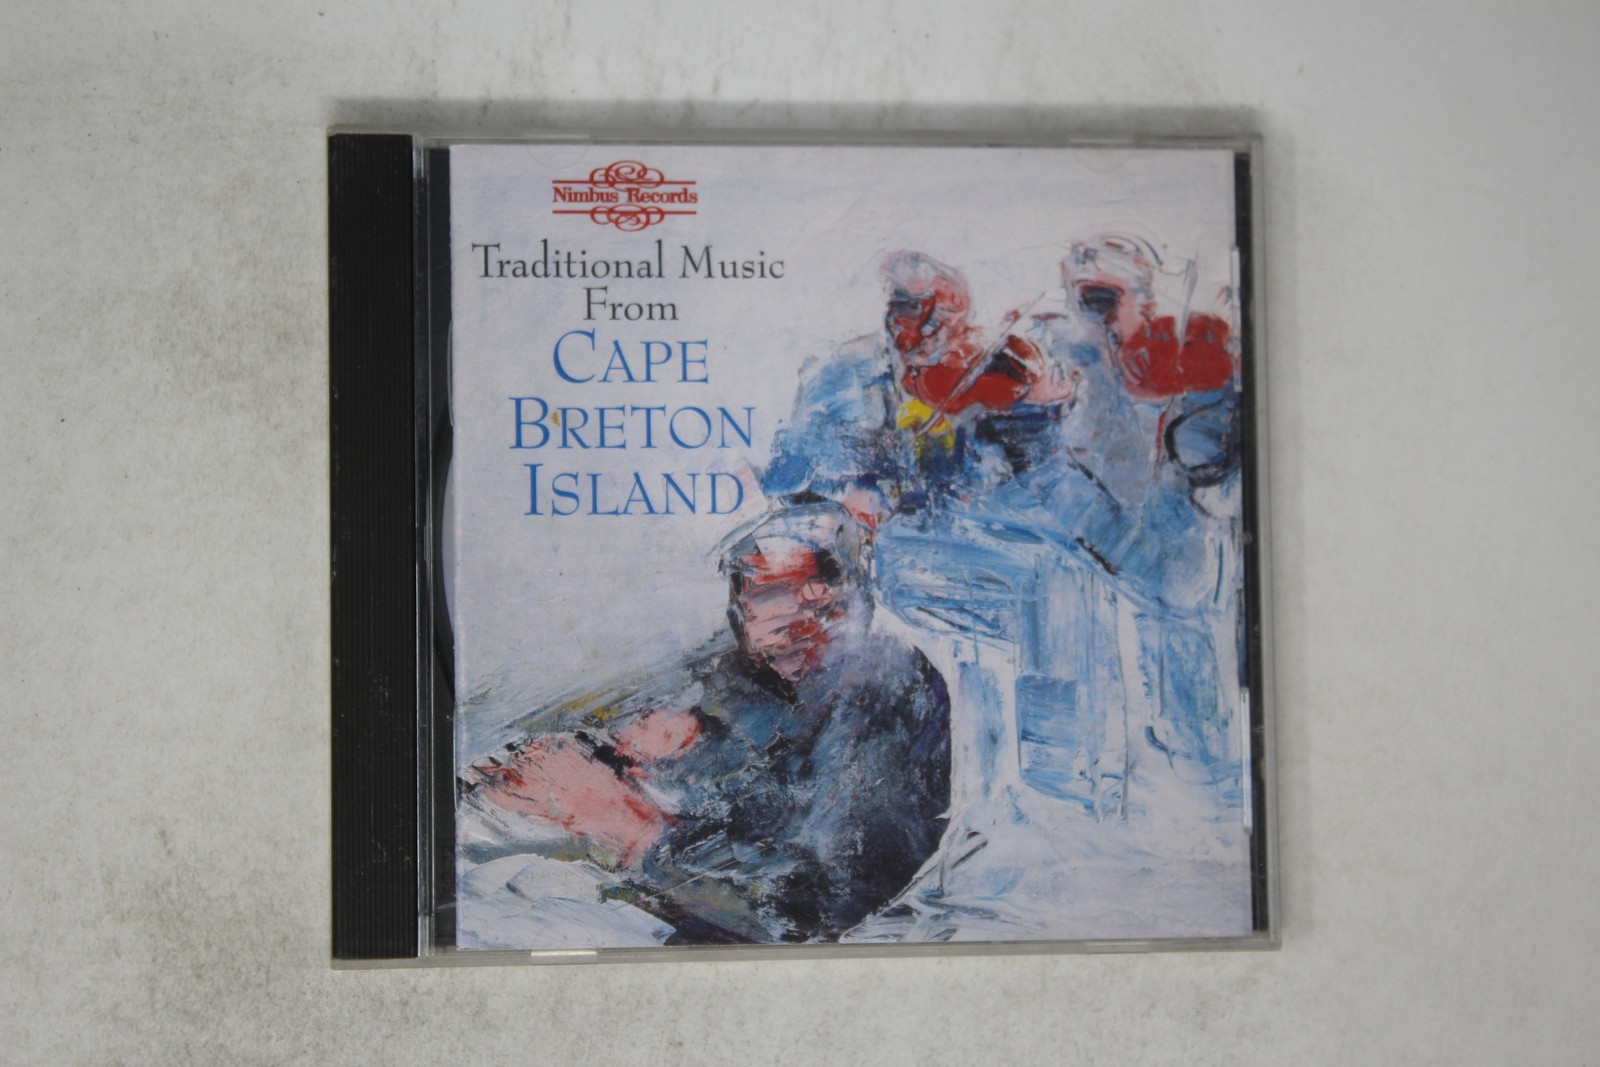 Nimbus Records
Traditional Music
From
CAPE
BRETON
ISLAND